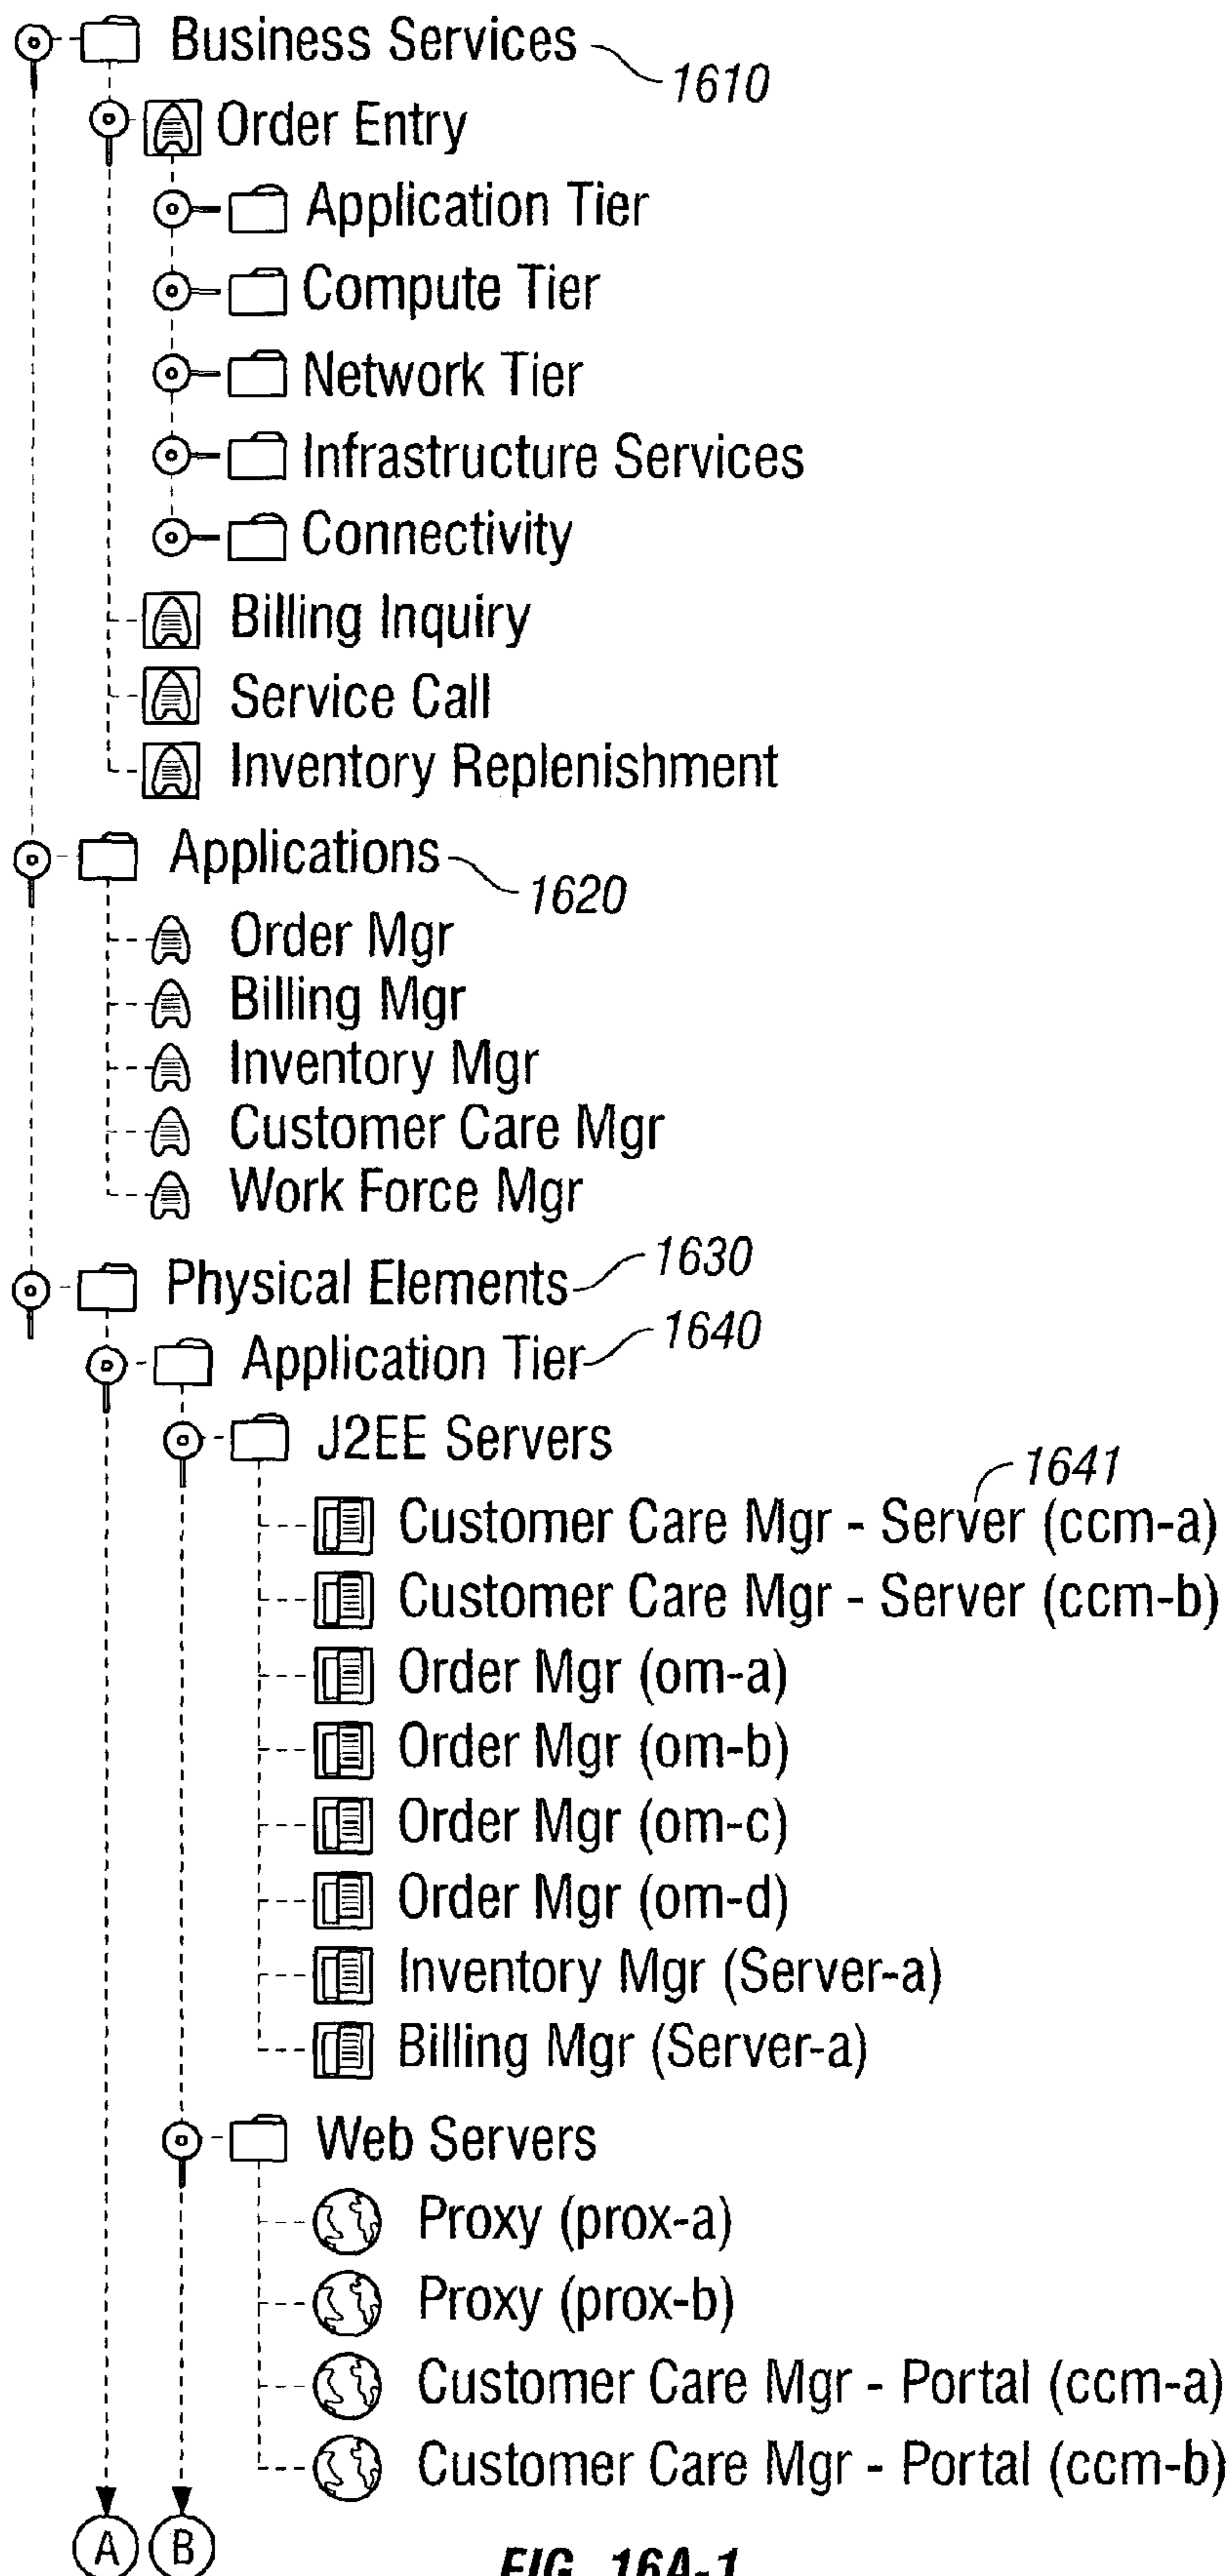 Business Services
1610
Order Entry
Application Tier
Compute Tier
Network Tier
Infrastructure Services
Connectivity
Billing Inquiry
Service Call
Inventory Replenishment
Applications
1620
Order Mgr
Billing Mgr
Inventory Mgr
Customer Care Mgr
Work Force Mgr
Physical Elements 1630
Application Tier 1640
J2EE Servers
1641
Customer Care Mgr - Server (ccm-a)
Customer Care Mgr - Server (ccm-b)
Order Mgr (om-a)
Order Mgr (om-b)
Order Mgr (om-c)
Order Mgr (om-d)
Inventory Mgr (Server-a)
Billing Mgr (Server-a)
Web Servers
Proxy (prox-a)
Proxy (prox-b)
Customer Care Mgr - Portal (ccm-a)
Customer Care Mgr - Portal (ccm-b)
A B
FIG. 16A-1